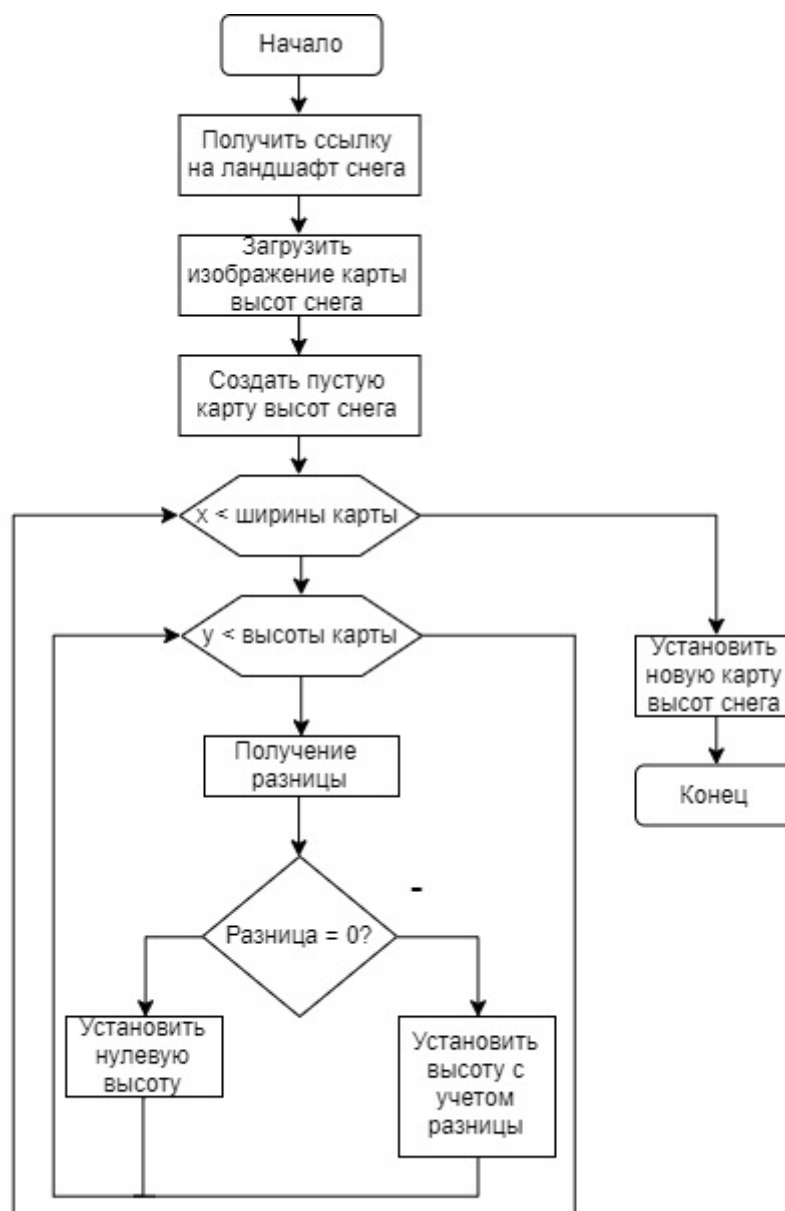 Начало
Получить ссылку
на ландшафт снега
Загрузить
изображение карты
высот снега
Создать пустую
карту высот снега
x < ширины карты
y < высоты карты
Установить
новую карту
высот снега
Получение
разницы
Конец
-
Разница = 0?
Установить
нулевую
высоту
Установить
высоту с
учетом
разницы